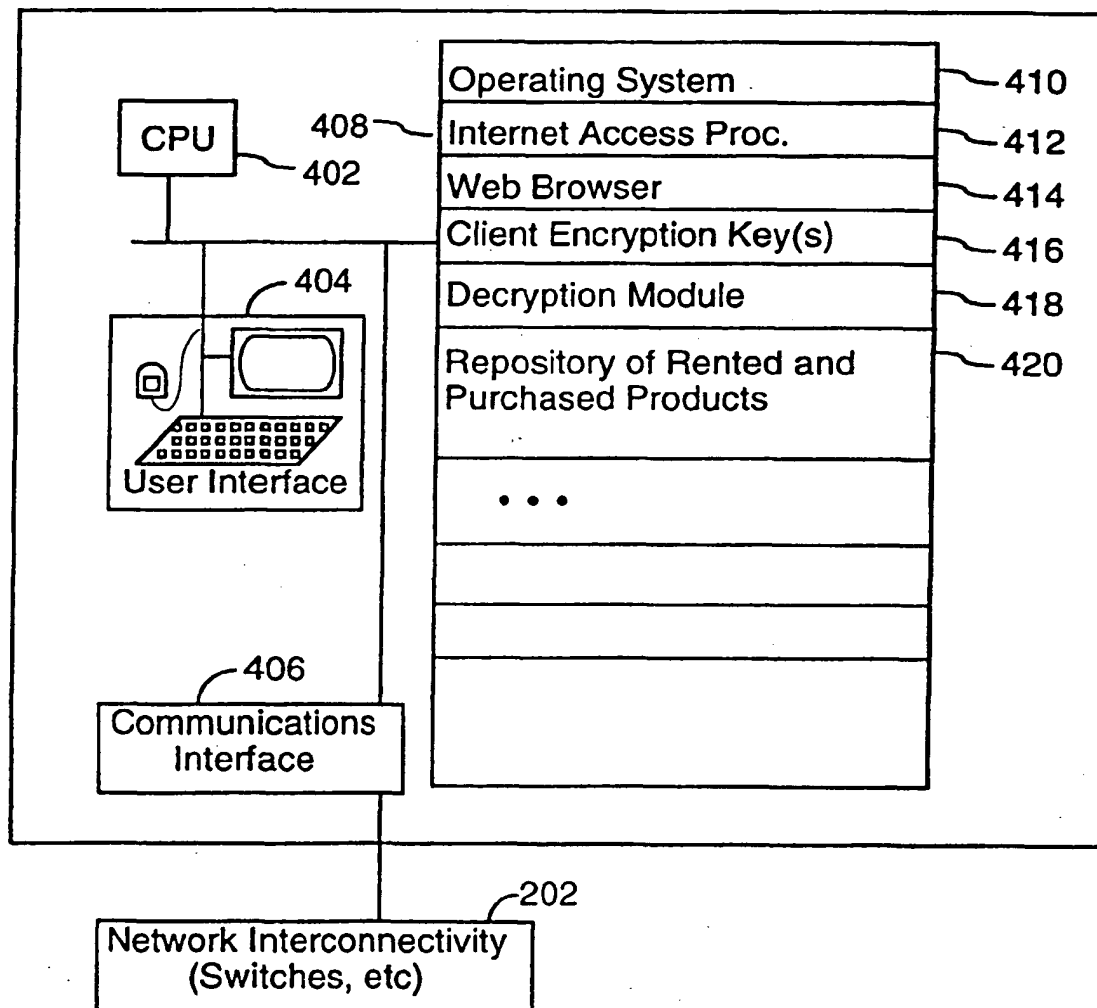 Operating System 410
CPU 408 Internet Access Proc. 412
402
Web Browser 414
Client Encryption Key(s) 416
404
Decryption Module 418
Repository of Rented and 420
Purchased Products
User Interface
• • •
406
Communications
Interface
202
Network Interconnectivity
(Switches, etc)